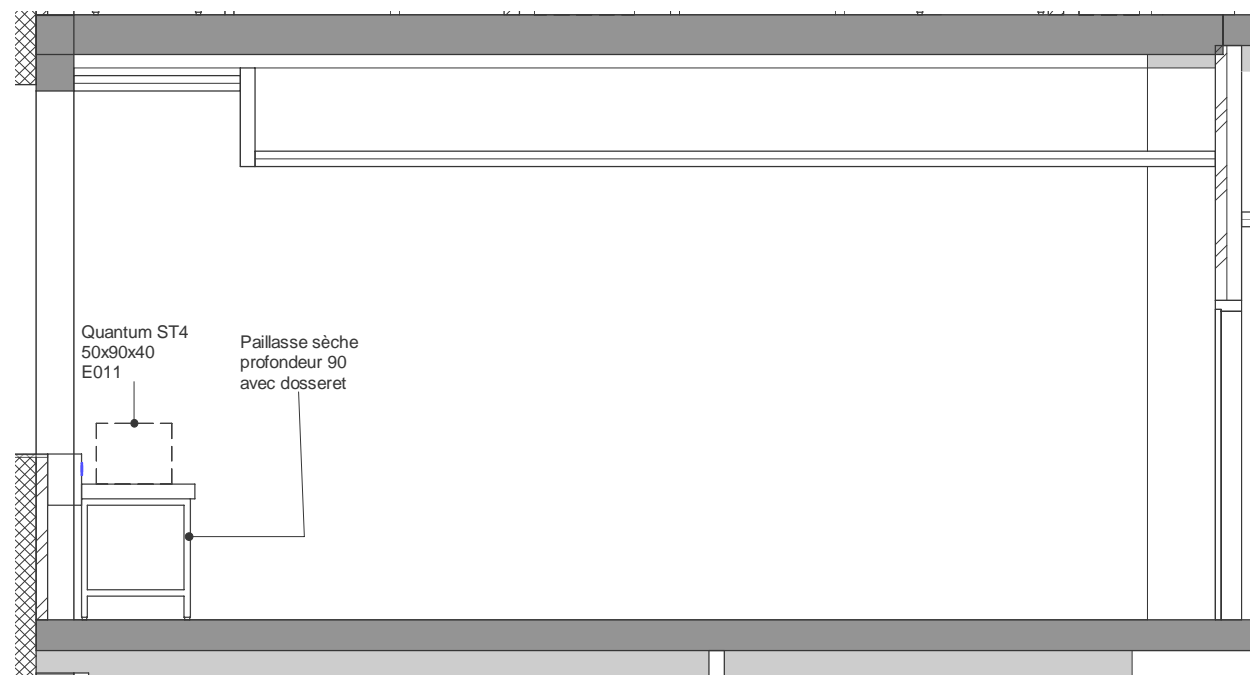 Quantum ST4
50x90x40
E011
Paillasse sèche
profondeur 90
avec dosseret